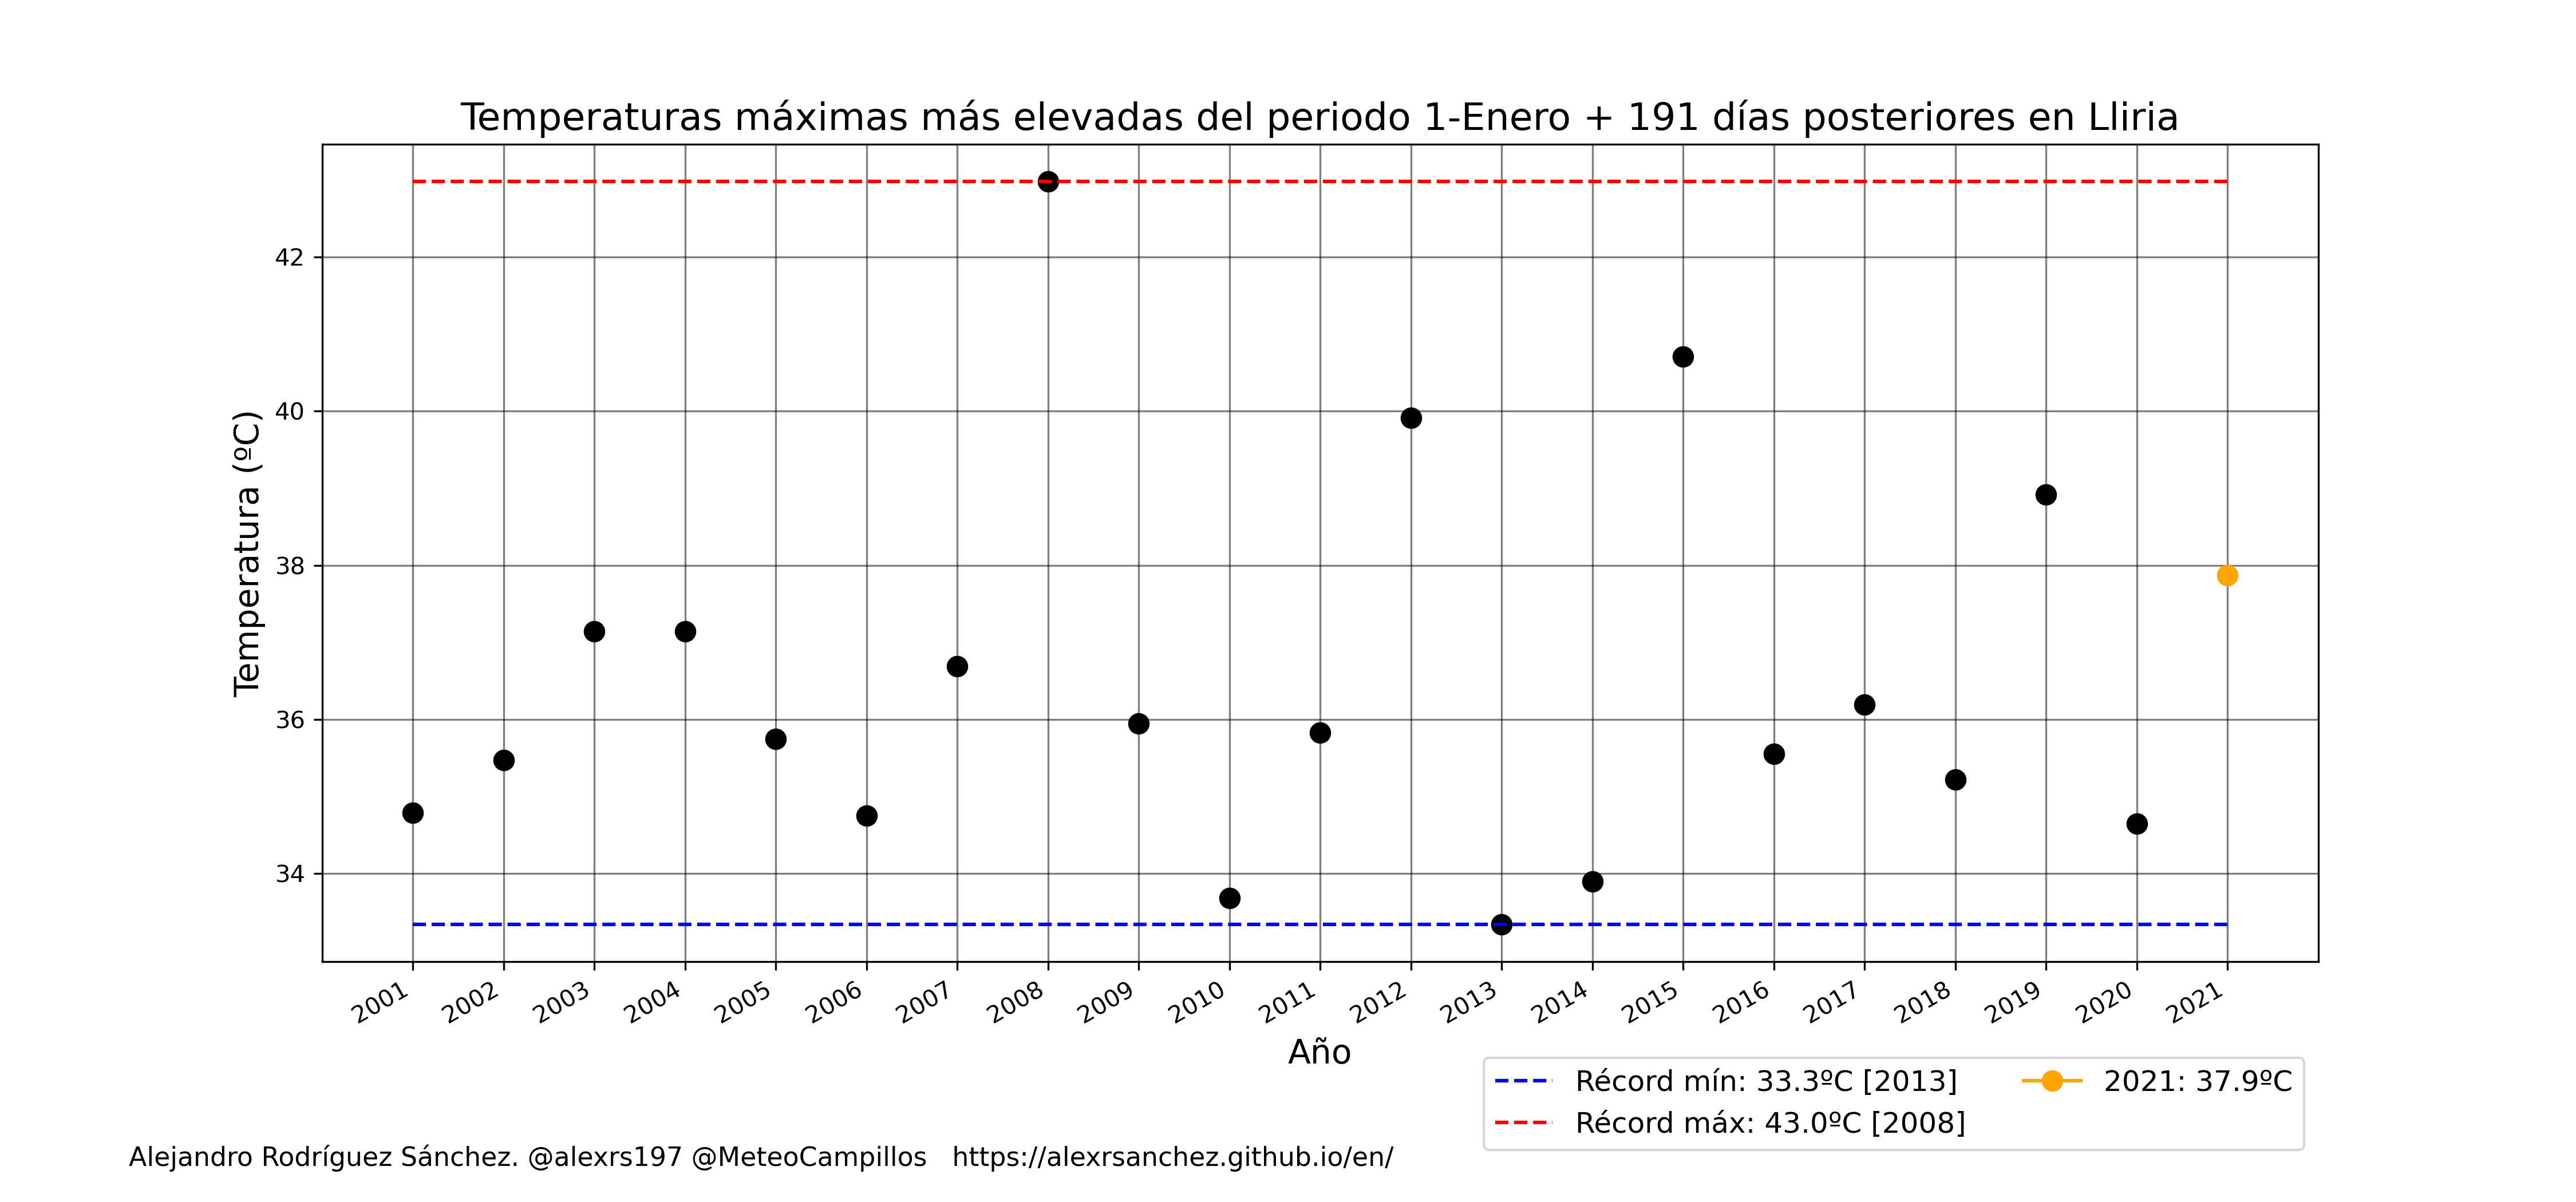 Temperaturas máximas más elevadas del periodo 1-Enero + 191 días posteriores en Lliria
Temperatura (ºC)
42
40
38
36
34
2001 2002 2003 2004 2005 2006 2007 2008 2009 2010 2011 2012 2013 2014 2015 2016 2017 2018 2019 2020 2021
Año
Récord mín: 33.3ºC [2013]
Récord máx: 43.0ºC [2008]
2021: 37.9ºC
Alejandro Rodríguez Sánchez. @alexrs197 @MeteoCampillos https://alexrsanchez.github.io/en/